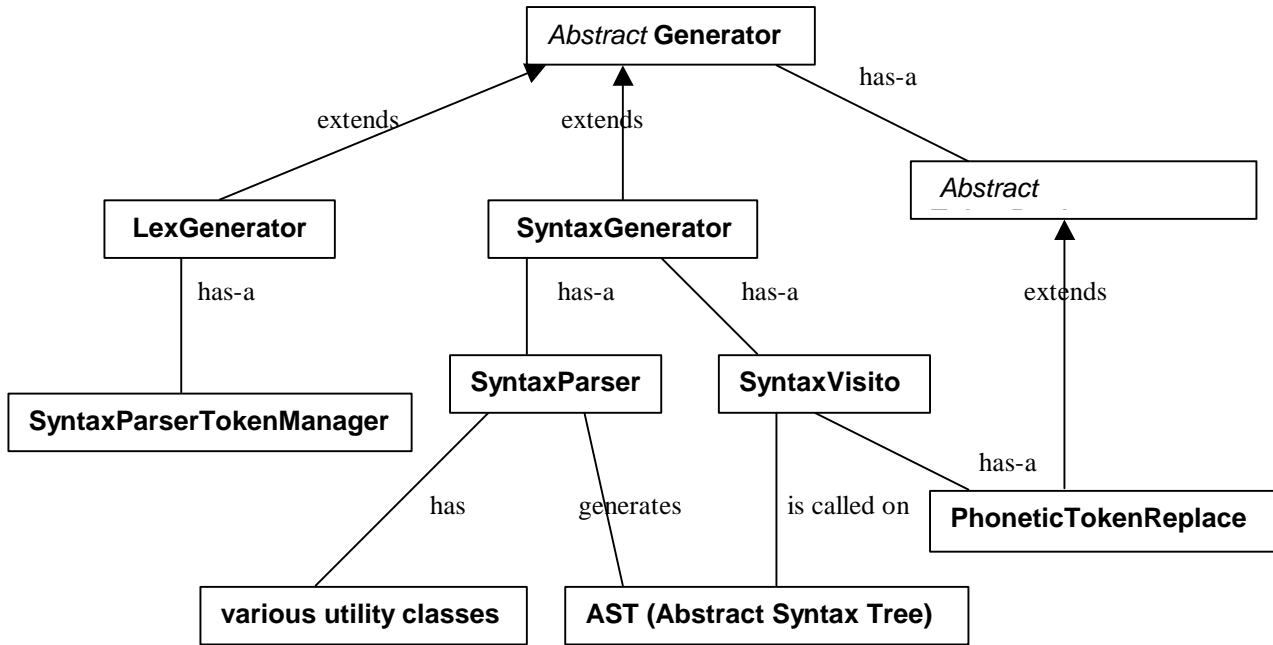 Abstract Generator
has-a
extends
extends
Abstract
LexGenerator
SyntaxGenerator
has-a
has-a
has-a
extends
SyntaxParser
SyntaxVisito
SyntaxParserTokenManager
has-a
has
generates
is called on
PhoneticTokenReplace
various utility classes
AST (Abstract Syntax Tree)